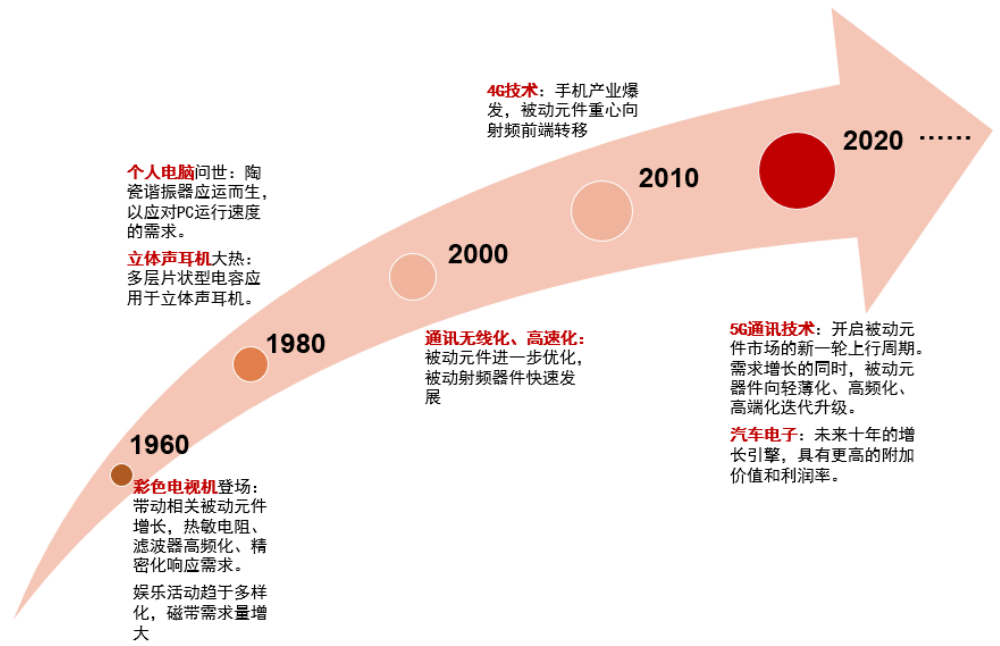 1960
彩色电视机登场：
带动相关被动元件
增长，热敏电阻、
滤波器高频化、精
密化响应需求。
娱乐活动趋于多样
化，磁带需求量增
大
个人电脑问世：陶
瓷谐振器应运而生，
以应对PC运行速度
的需求。
立体声耳机大热：
多层片状型电容应
用于立体声耳机。
1980
2000
通讯无线化、高速化：
被动元件进一步优化，
被动射频器件快速发
展
4G技术：手机产业爆
发，被动元件重心向
射频前端转移
2010
2020 ······
5G通讯技术：开启被动元
件市场的新一轮上行周期。
需求增长的同时，被动元
器件向轻薄化、高频化、
高端化迭代升级。
汽车电子：未来十年的增
长引擎，具有更高的附加
价值和利润率。